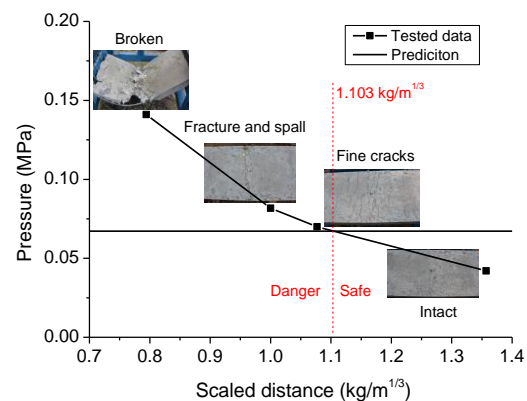 Tested data
Prediciton
Broken
1.103 kg/m^1/3
Fracture and spall
Fine cracks
Danger
Safe
Intact
Pressure (MPa)
0.20
0.15
0.10
0.05
0.00
0.7 0.8 0.9 1.0 1.1 1.2 1.3 1.4
Scaled distance (kg/m^1/3)